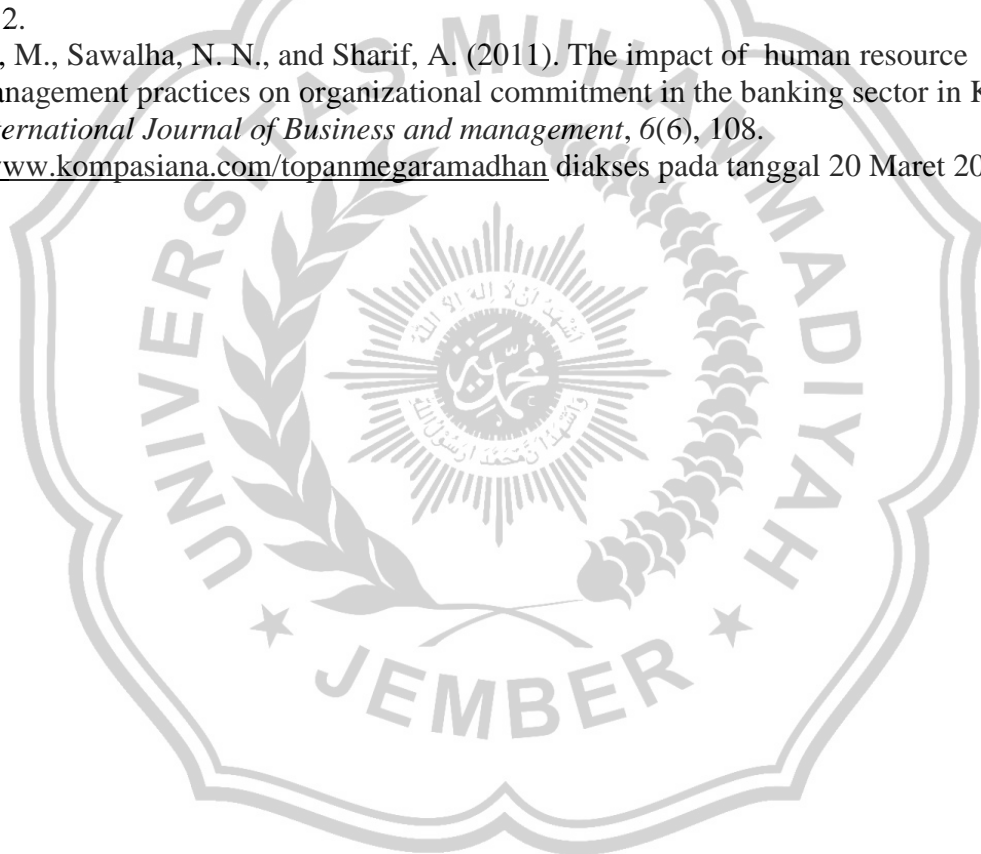 2.
, M., Sawalha, N. N., and Sharif, A. (2011). The impact of human resource
nagement practices on organizational commitment in the banking sector in K
ernational Journal of Business and management, 6(6), 108.
ww.kompasiana.com/topanmegaramadhan diakses pada tanggal 20 Maret 20
UNIVERSITAS MUHAMMADIYAH
JEMBER